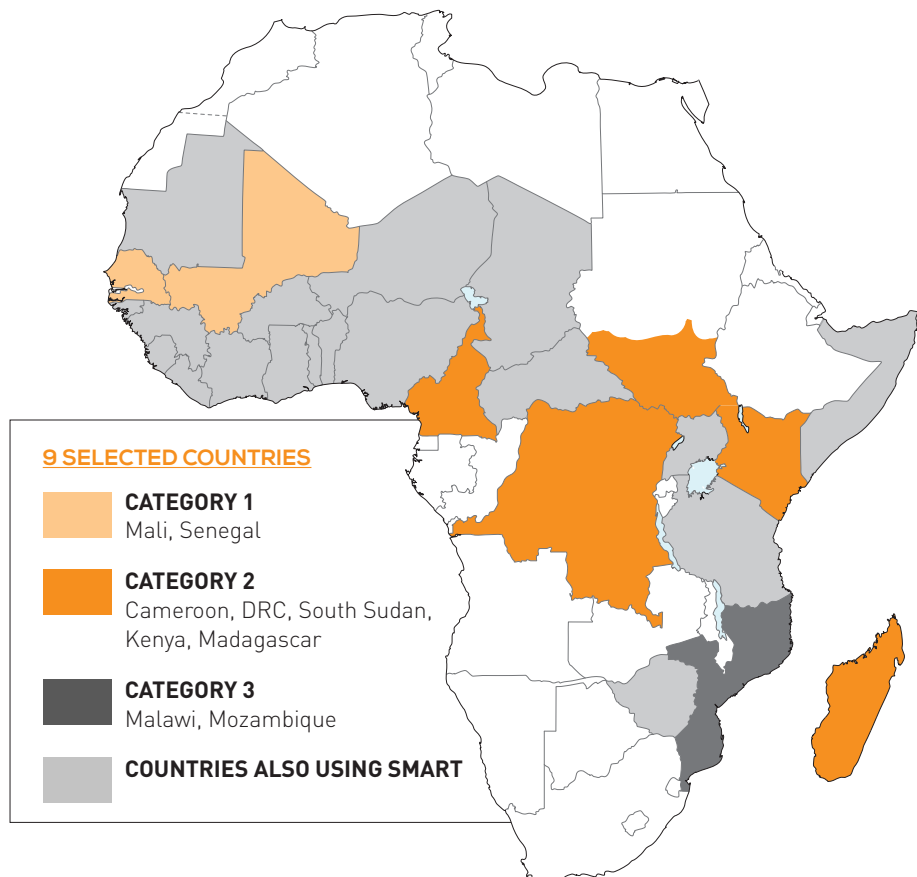 9 SELECTED COUNTRIES
CATEGORY 1
Mali, Senegal
CATEGORY 2
Cameroon, DRC, South Sudan,
Kenya, Madagascar
CATEGORY 3
Malawi, Mozambique
COUNTRIES ALSO USING SMART